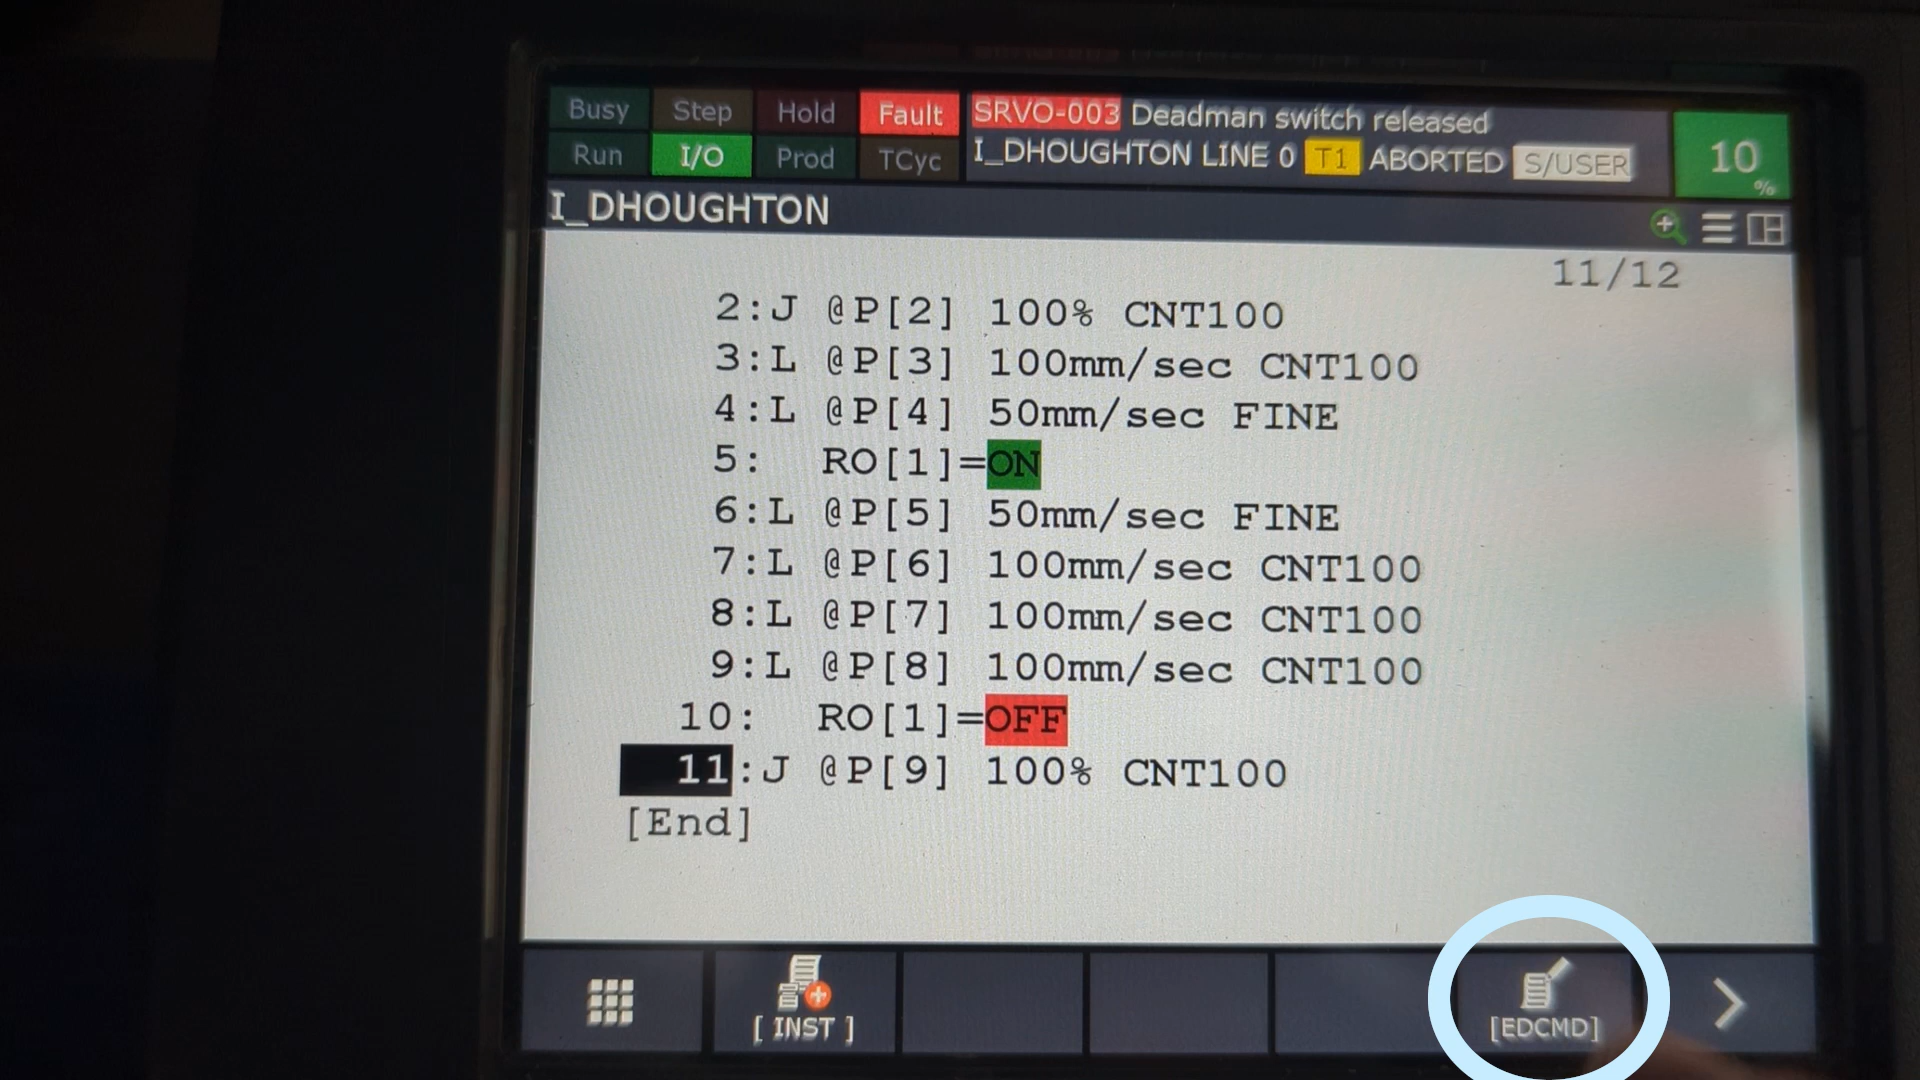 Busy Step Hold Fault SRVO-003 Deadman switch released
Run I/O Prod TCyc I_DHOUGHTON LINE 0 T1 ABORTED S/USER 10 %
I_DHOUGHTON
11/12
2:J @P[2] 100% CNT100
3:L @P[3] 100mm/sec CNT100
4:L @P[4] 50mm/sec FINE
5: RO[1]=ON
6:L @P[5] 50mm/sec FINE
7:L @P[6] 100mm/sec CNT100
8:L @P[7] 100mm/sec CNT100
9:L @P[8] 100mm/sec CNT100
10: RO[1]=OFF
11:J @P[9] 100% CNT100
[End]
[ INST ] [EDCMD]